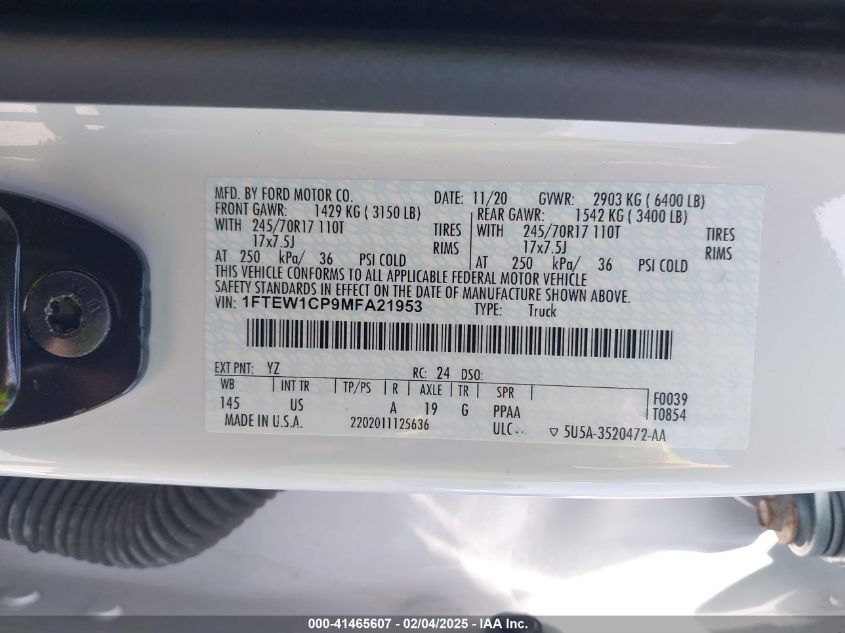 MFD. BY FORD MOTOR CO. DATE: 11/20 GVWR: 2903 KG ( 6400 LB)
FRONT GAWR: 1429 KG ( 3150 LB) REAR GAWR: 1542 KG ( 3400 LB)
WITH 245/70R17 110T TIRES WITH 245/70R17 110T TIRES
17x7.5J RIMS 17x7.5J RIMS
AT 250 kPa/ 36 PSI COLD AT 250 kPa/ 36 PSI COLD
THIS VEHICLE CONFORMS TO ALL APPLICABLE FEDERAL MOTOR VEHICLE
SAFETY STANDARDS IN EFFECT ON THE DATE OF MANUFACTURE SHOWN ABOVE.
VIN: 1FTEW1CP9MFA21953 TYPE: Truck
EXT PNT: YZ RC: 24 DSO:
WB INT TR TP/PS R AXLE TR SPR F0039
145 US A 19 G PPAA T0854
MADE IN U.S.A. 2202011125636 ULC 5U5A-3520472-AA
000-41465607 - 02/04/2025 - IAA Inc.